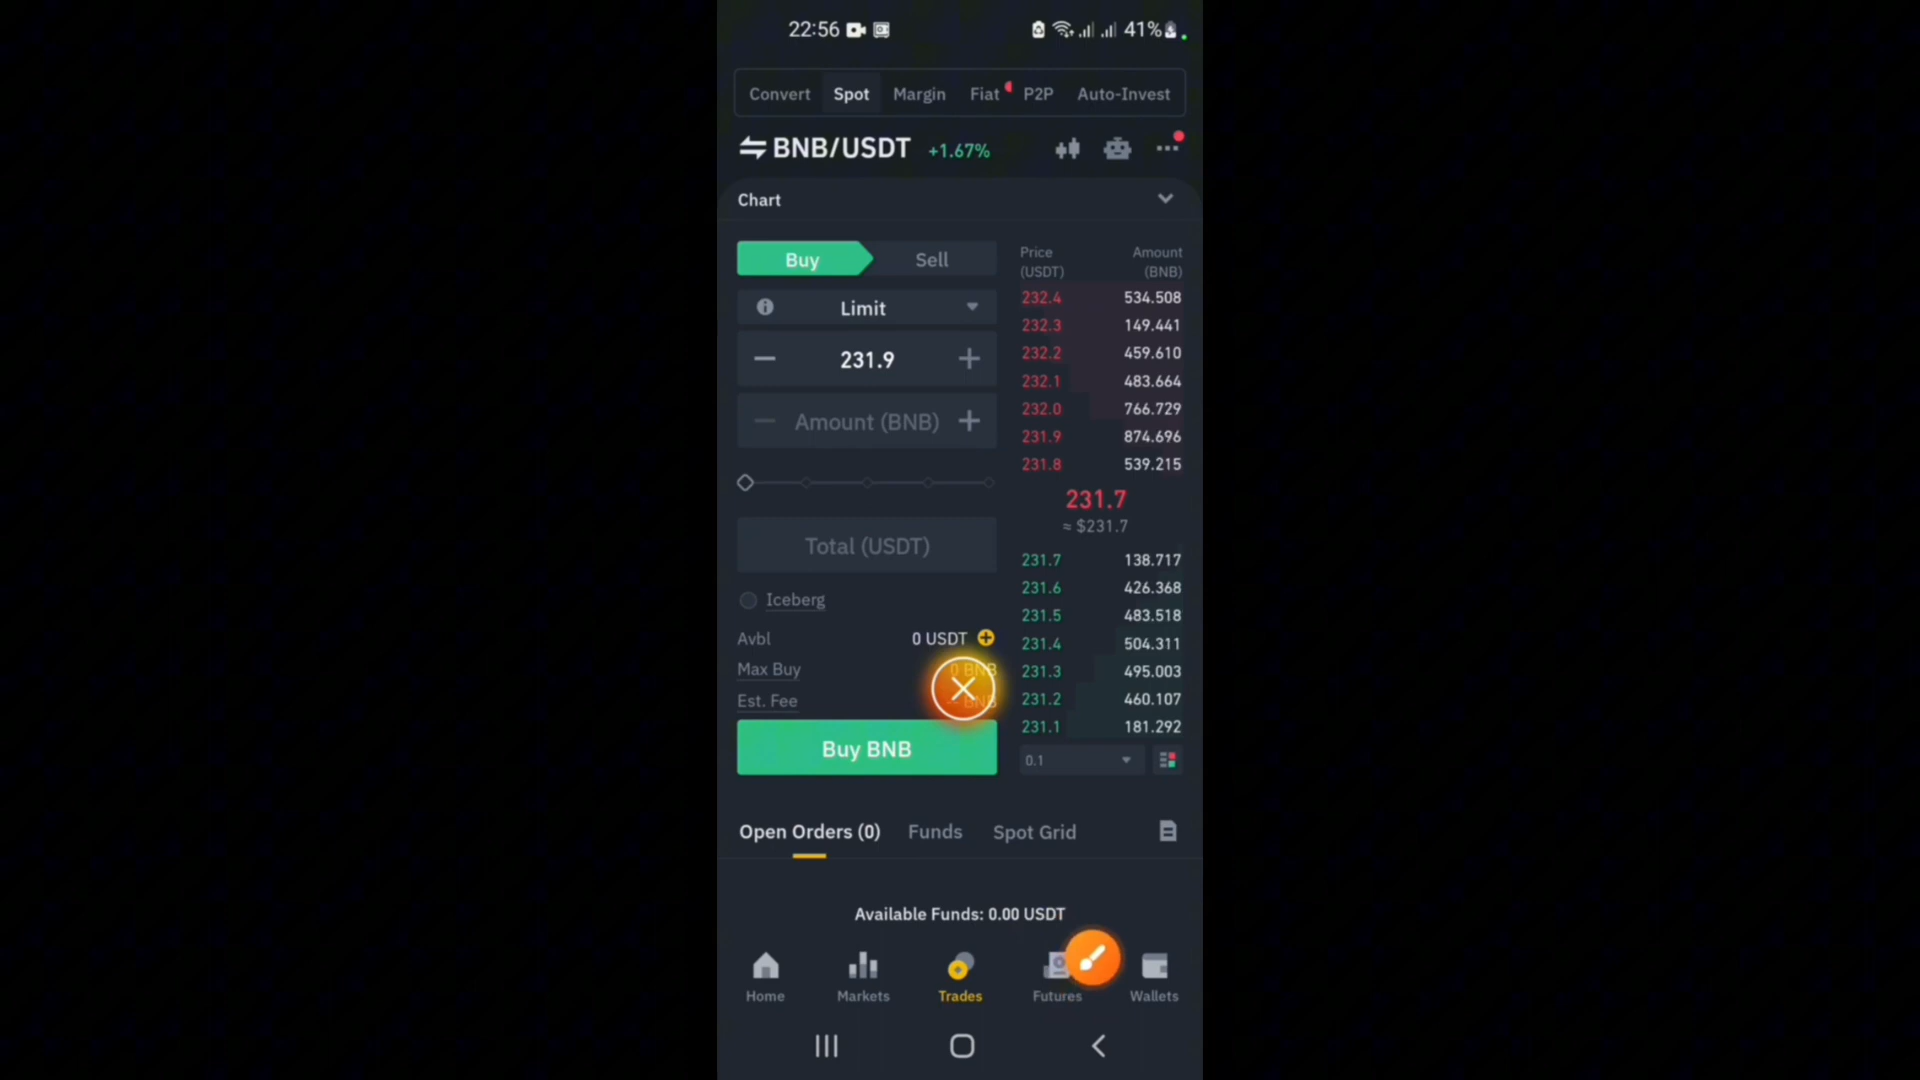 22:56 41%
Convert Spot Margin Fiat P2P Auto-Invest
BNB/USDT +1.67%
Chart
Buy Sell
Limit
231.9
Amount (BNB)
Total (USDT)
Iceberg
Avbl 0 USDT
Max Buy 0 BNB
Est. Fee -- BNB
Buy BNB
Price Amount
(USDT) (BNB)
232.4 534.508
232.3 149.441
232.2 459.610
232.1 483.664
232.0 766.729
231.9 874.696
231.8 539.215
231.7
≈ $231.7
231.7 138.717
231.6 426.368
231.5 483.518
231.4 504.311
231.3 495.003
231.2 460.107
231.1 181.292
0.1
Open Orders (0) Funds Spot Grid
Available Funds: 0.00 USDT
Home Markets Trades Futures Wallets